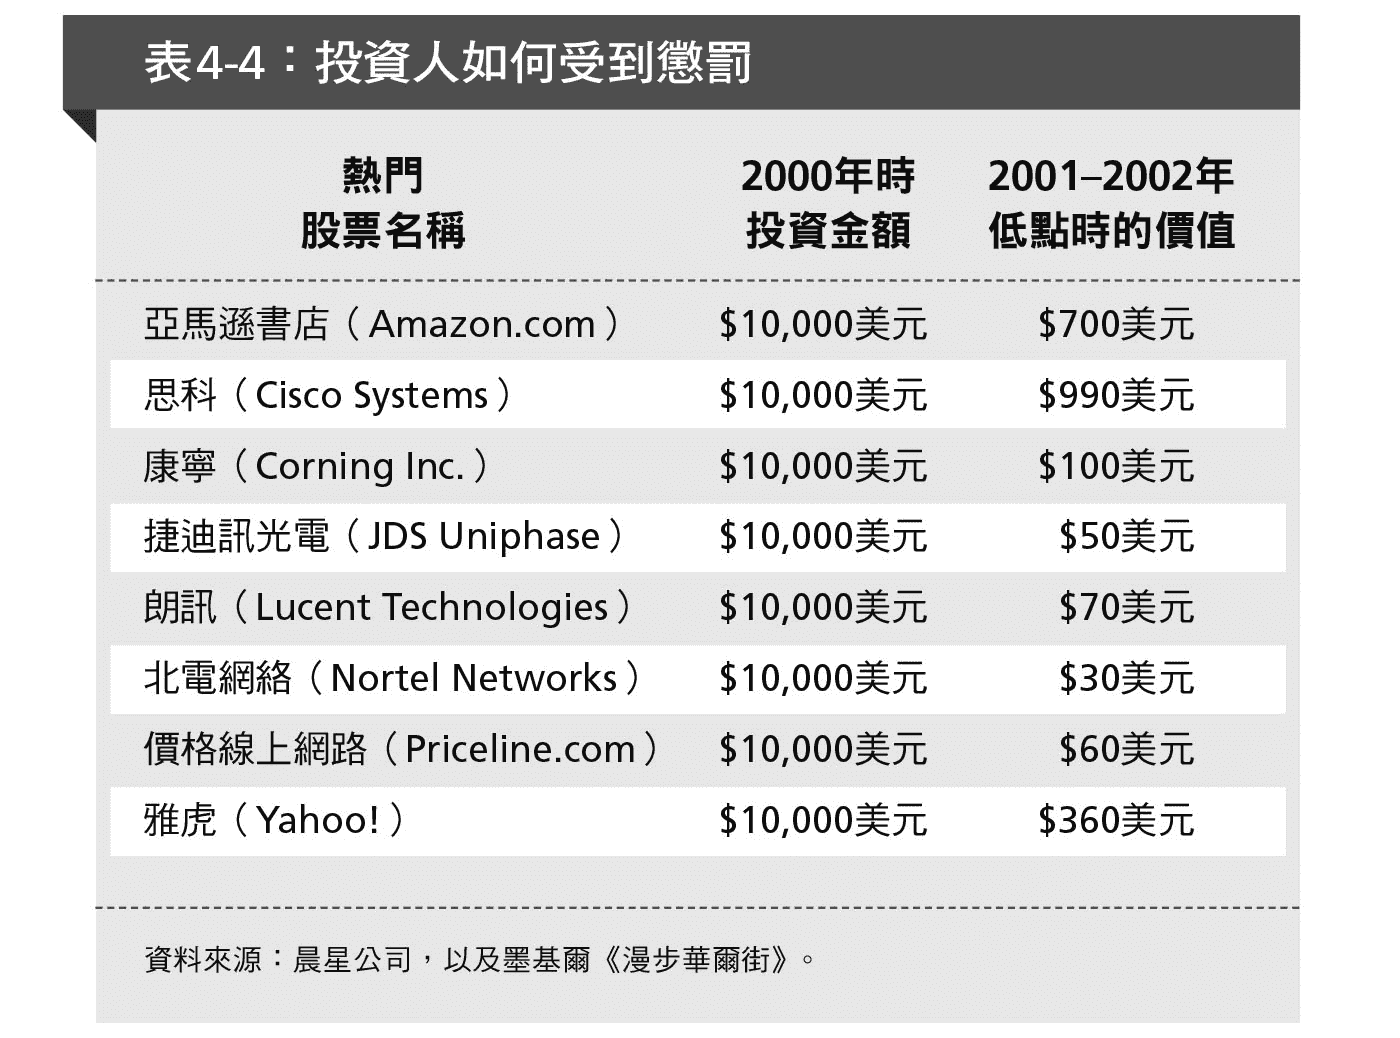 表4-4：投資人如何受到懲罰
熱門 2000年時 2001–2002年
股票名稱 投資金額 低點時的價值
亞馬遜書店（Amazon.com） $10,000美元 $700美元
思科（Cisco Systems） $10,000美元 $990美元
康寧（Corning Inc.） $10,000美元 $100美元
捷迪訊光電（JDS Uniphase） $10,000美元 $50美元
朗訊（Lucent Technologies） $10,000美元 $70美元
北電網絡（Nortel Networks） $10,000美元 $30美元
價格線上網路（Priceline.com） $10,000美元 $60美元
雅虎（Yahoo!） $10,000美元 $360美元
資料來源：晨星公司，以及墨基爾《漫步華爾街》。